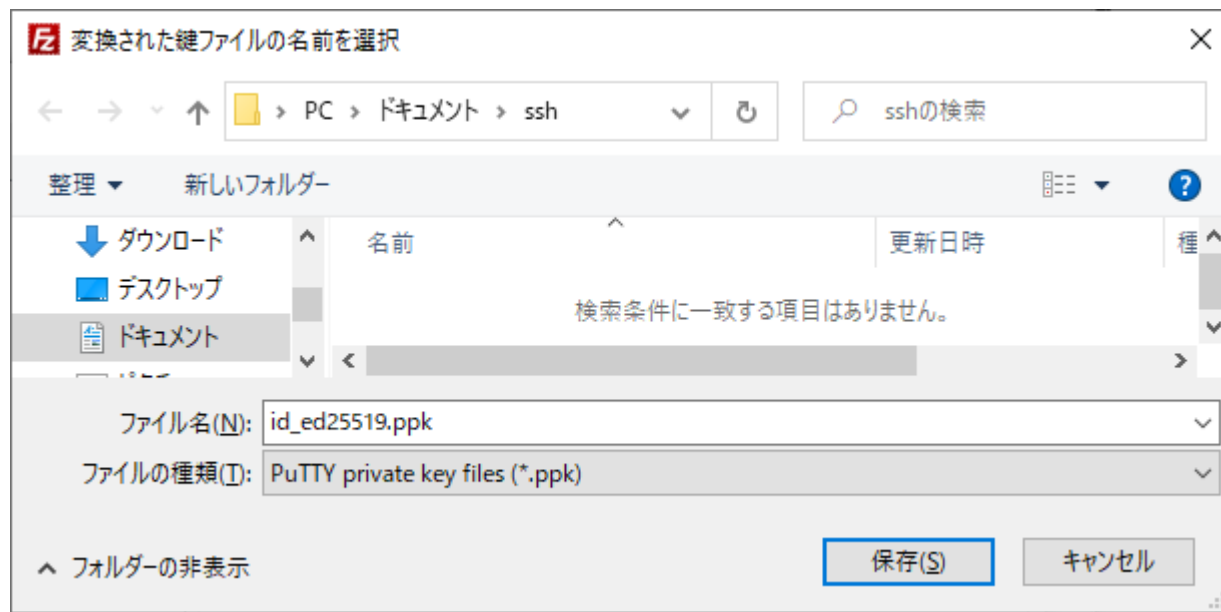 Fz 変換された鍵ファイルの名前を選択
PC > ドキュメント > ssh
sshの検索
整理 新しいフォルダー
ダウンロード
デスクトップ
ドキュメント
名前 更新日時 種
検索条件に一致する項目はありません。
ファイル名(N): id_ed25519.ppk
ファイルの種類(T): PuTTY private key files (*.ppk)
フォルダーの非表示
保存(S) キャンセル